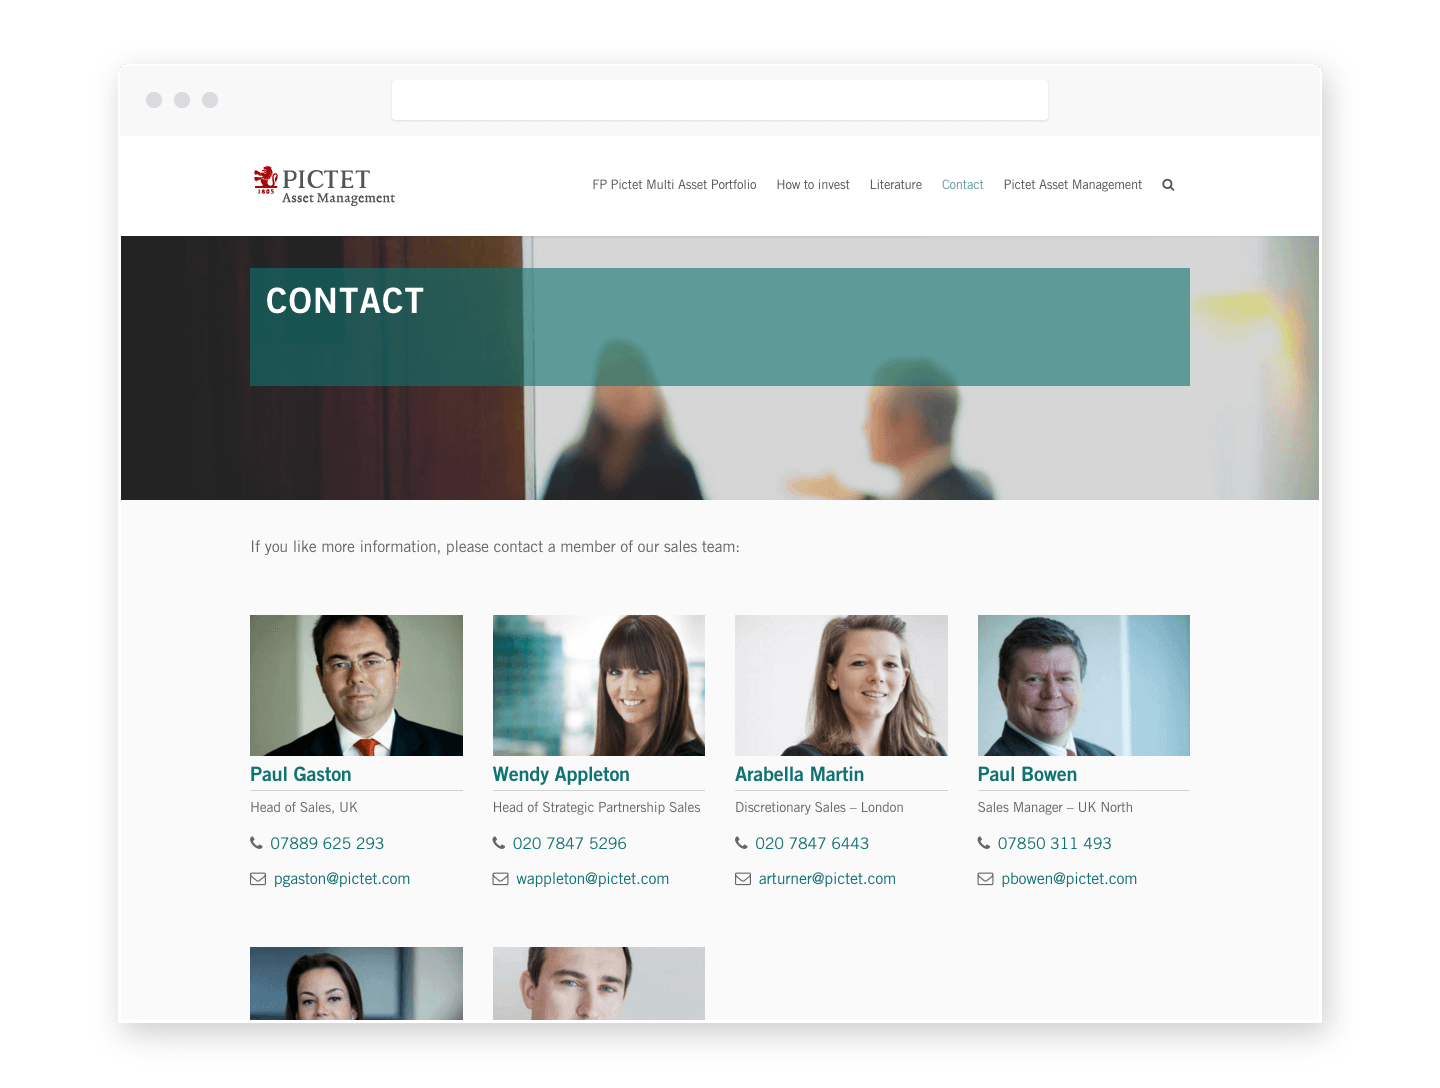 PICTET
1805
Asset Management
FP Pictet Multi Asset Portfolio How to invest Literature Contact Pictet Asset Management
CONTACT
If you like more information, please contact a member of our sales team:
Paul Gaston
Head of Sales, UK
07889 625 293
pgaston@pictet.com
Wendy Appleton
Head of Strategic Partnership Sales
020 7847 5296
wappleton@pictet.com
Arabella Martin
Discretionary Sales – London
020 7847 6443
arturner@pictet.com
Paul Bowen
Sales Manager – UK North
07850 311 493
pbowen@pictet.com